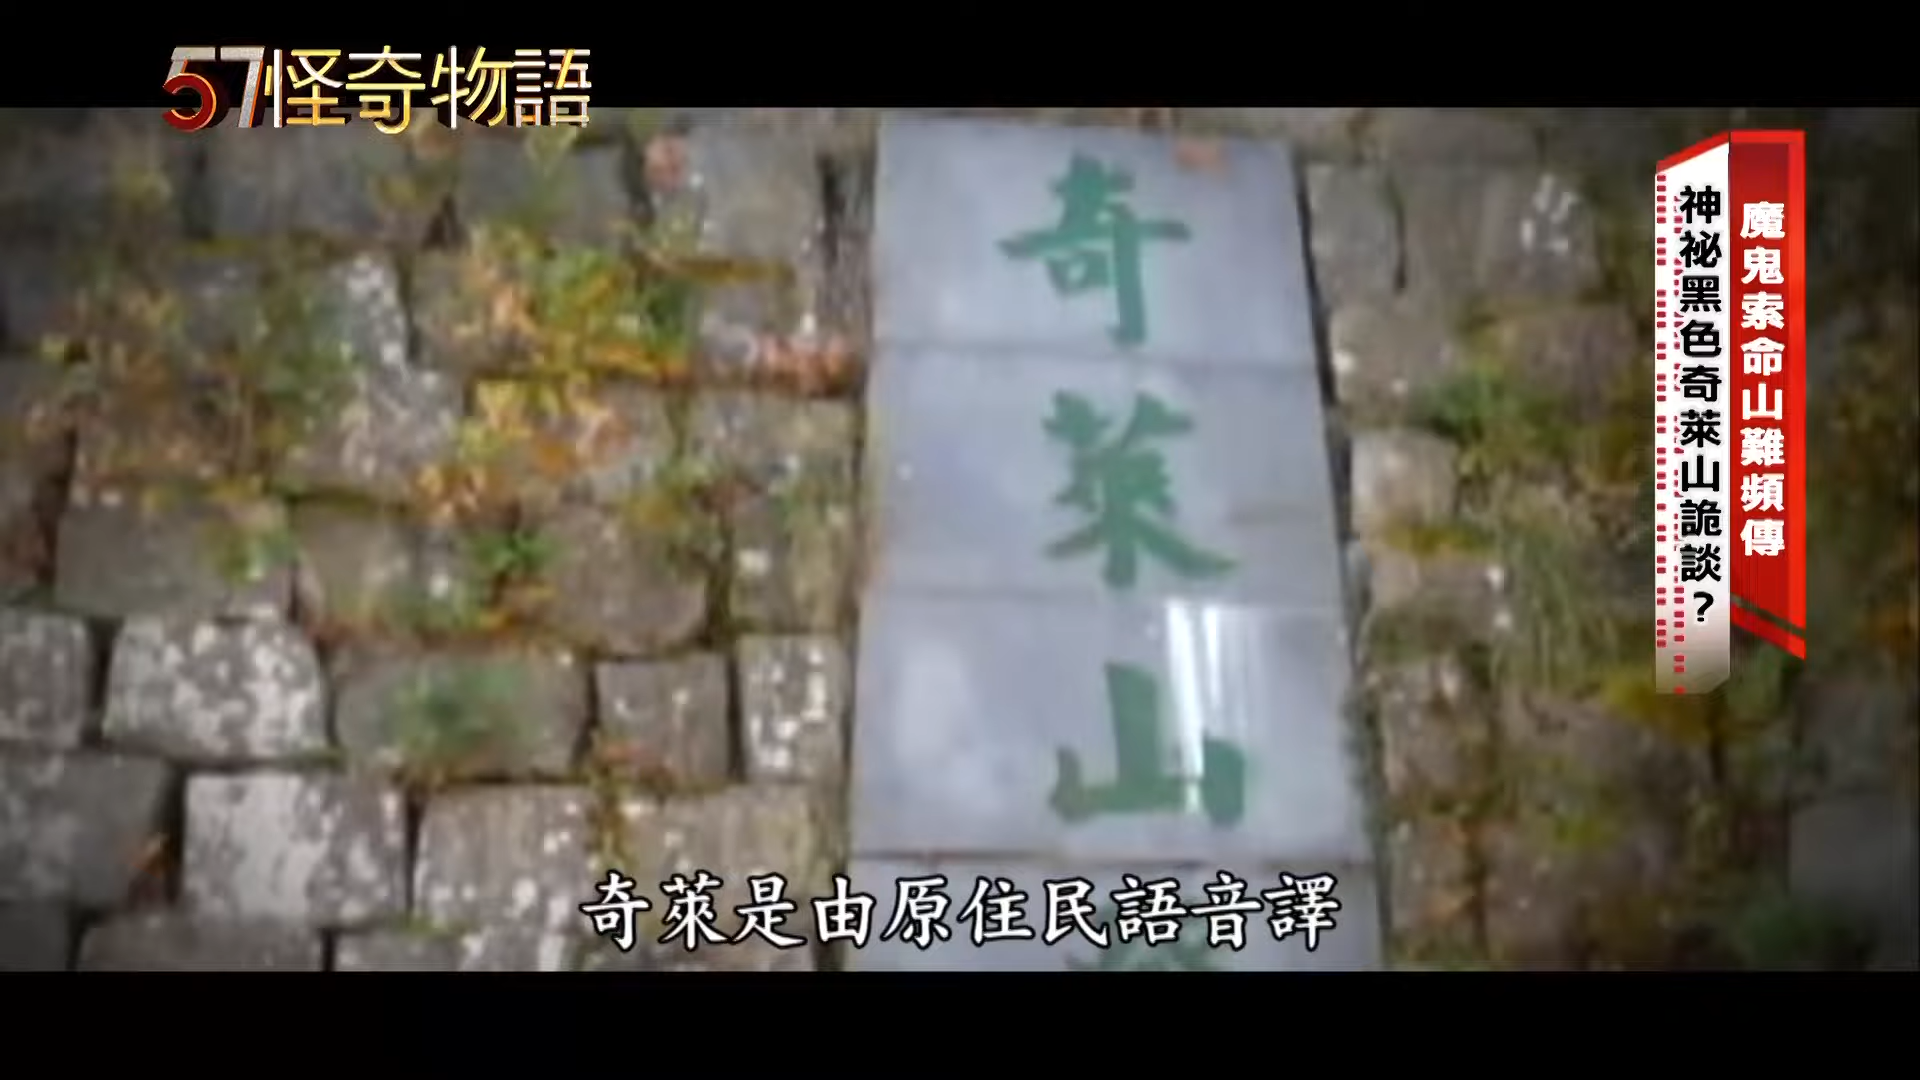 57怪奇物語
魔鬼索命山難頻傳
神祕黑色奇萊山詭談？
奇萊山
奇萊是由原住民語音譯